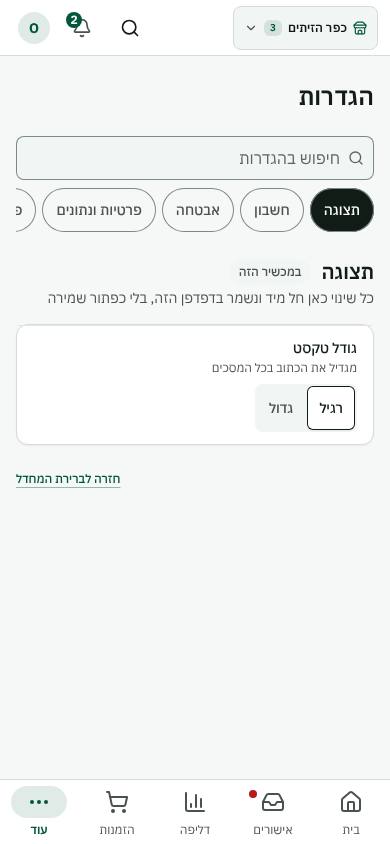 כפר הזיתים 3
2
O
הגדרות
חיפוש בהגדרות
תצוגה
חשבון
אבטחה
פרטיות ונתונים
תצוגה במכשיר הזה
כל שינוי כאן חל מיד ונשמר בדפדפן הזה, בלי כפתור שמירה
גודל טקסט
מגדיל את הכתוב בכל המסכים
רגיל
גדול
חזרה לברירת המחדל
בית
אישורים
דליפה
הזמנות
עוד